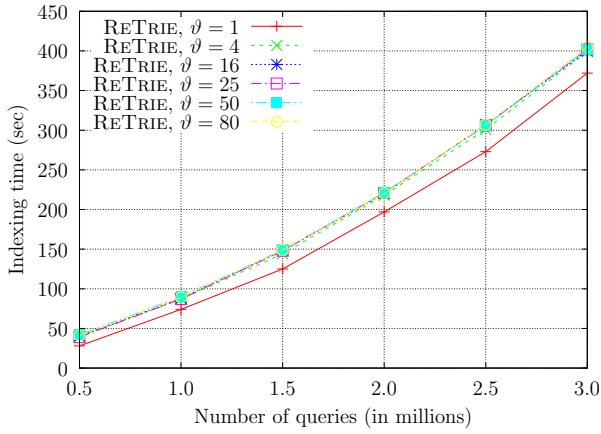 450
400
350
300
250
200
150
100
50
0
Indexing time (sec)
RETRIE, ϑ = 1
RETRIE, ϑ = 4
RETRIE, ϑ = 16
RETRIE, ϑ = 25
RETRIE, ϑ = 50
RETRIE, ϑ = 80
0.5 1.0 1.5 2.0 2.5 3.0
Number of queries (in millions)